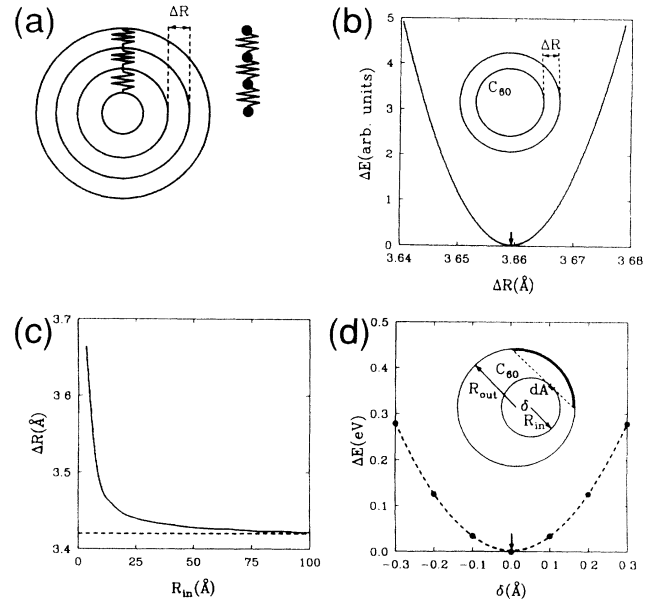 (a)
ΔR
(b)
ΔE(arb. units)
5
4
3
2
1
0
ΔR
C60
3 64
3 65
3 66
3 67
3 68
ΔR(Å)
(c)
ΔR(Å)
3.7
3.6
3.5
3.4
0
25
50
75
100
Rin(Å)
(d)
ΔE(eV)
0.5
0.4
0.3
0.2
0.1
0.0
C60
Rout
dA
δ
Rin
-0.3
-0.2
-0.1
0.0
0.1
0 2
0.3
δ(Å)